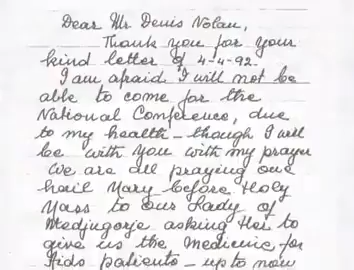 Dear Mr Denis Nolan,
Thank you for your
kind letter of 4-4-92.
I am afraid I will not be
able to come for the
National Conference, due
to my health - though I will
be with you with my prayer
We are all praying one
hail Mary before Holy
Mass to our Lady of
Medjugorje asking Her to
give us the medicine for
Aids patients - up to now